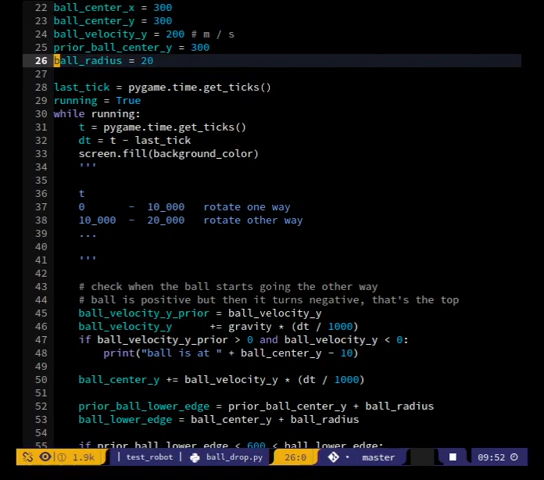 22 ball_center_x = 300
23 ball_center_y = 300
24 ball_velocity_y = 200 # m / s
25 prior_ball_center_y = 300
26 ball_radius = 20
27
28 last_tick = pygame.time.get_ticks()
29 running = True
30 while running:
31     t = pygame.time.get_ticks()
32     dt = t - last_tick
33     screen.fill(background_color)
34     '''
35
36     t
37     0       -  10_000   rotate one way
38     10_000  -  20_000   rotate other way
39     ...
40
41     '''
42
43     # check when the ball starts going the other way
44     # ball is positive but then it turns negative, that's the top
45     ball_velocity_y_prior = ball_velocity_y
46     ball_velocity_y       += gravity * (dt / 1000)
47     if ball_velocity_y_prior > 0 and ball_velocity_y < 0:
48         print("ball is at " + ball_center_y - 10)
49
50     ball_center_y += ball_velocity_y * (dt / 1000)
51
52     prior_ball_lower_edge = prior_ball_center_y + ball_radius
53     ball_lower_edge = ball_center_y + ball_radius
54
55     if prior_ball_lower_edge < 600 < ball_lower_edge:
1.9k | test_robot ball_drop.py 26:0 master 09:52